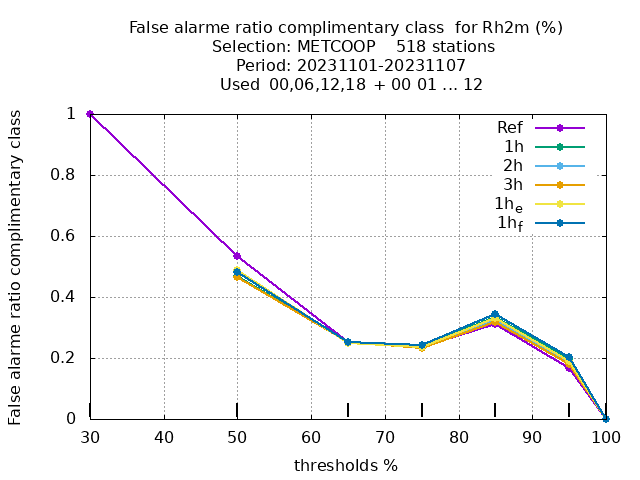 False alarme ratio complimentary class  for Rh2m (%)
Selection: METCOOP    518 stations
Period: 20231101-20231107
Used  00,06,12,18  + 00 01 ... 12
False alarme ratio complimentary class
1
0.8
0.6
0.4
0.2
0
Ref
1h
2h
3h
1h_e
1h_f
30 40 50 60 70 80 90 100
thresholds %